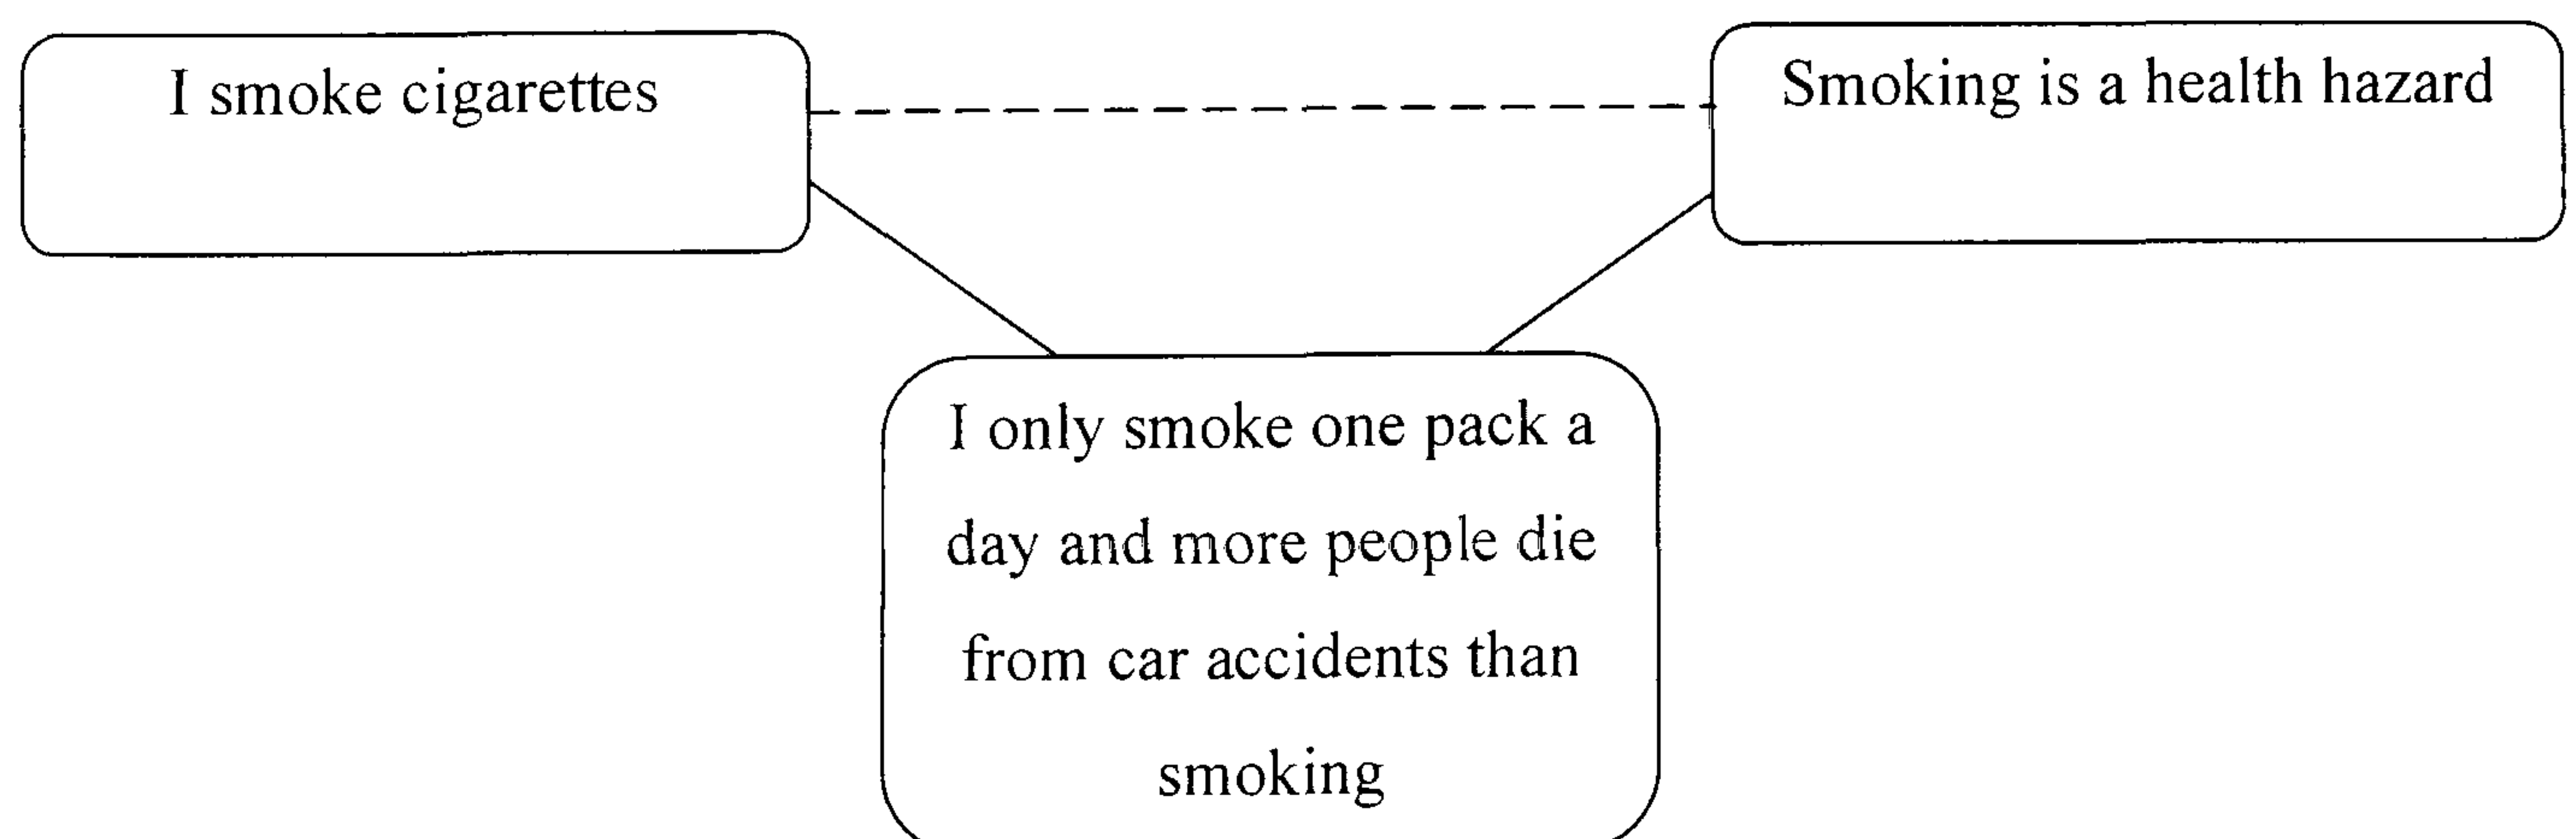 I smoke cigarettes
Smoking is a health hazard
I only smoke one pack a
day and more people die
from car accidents than
smoking